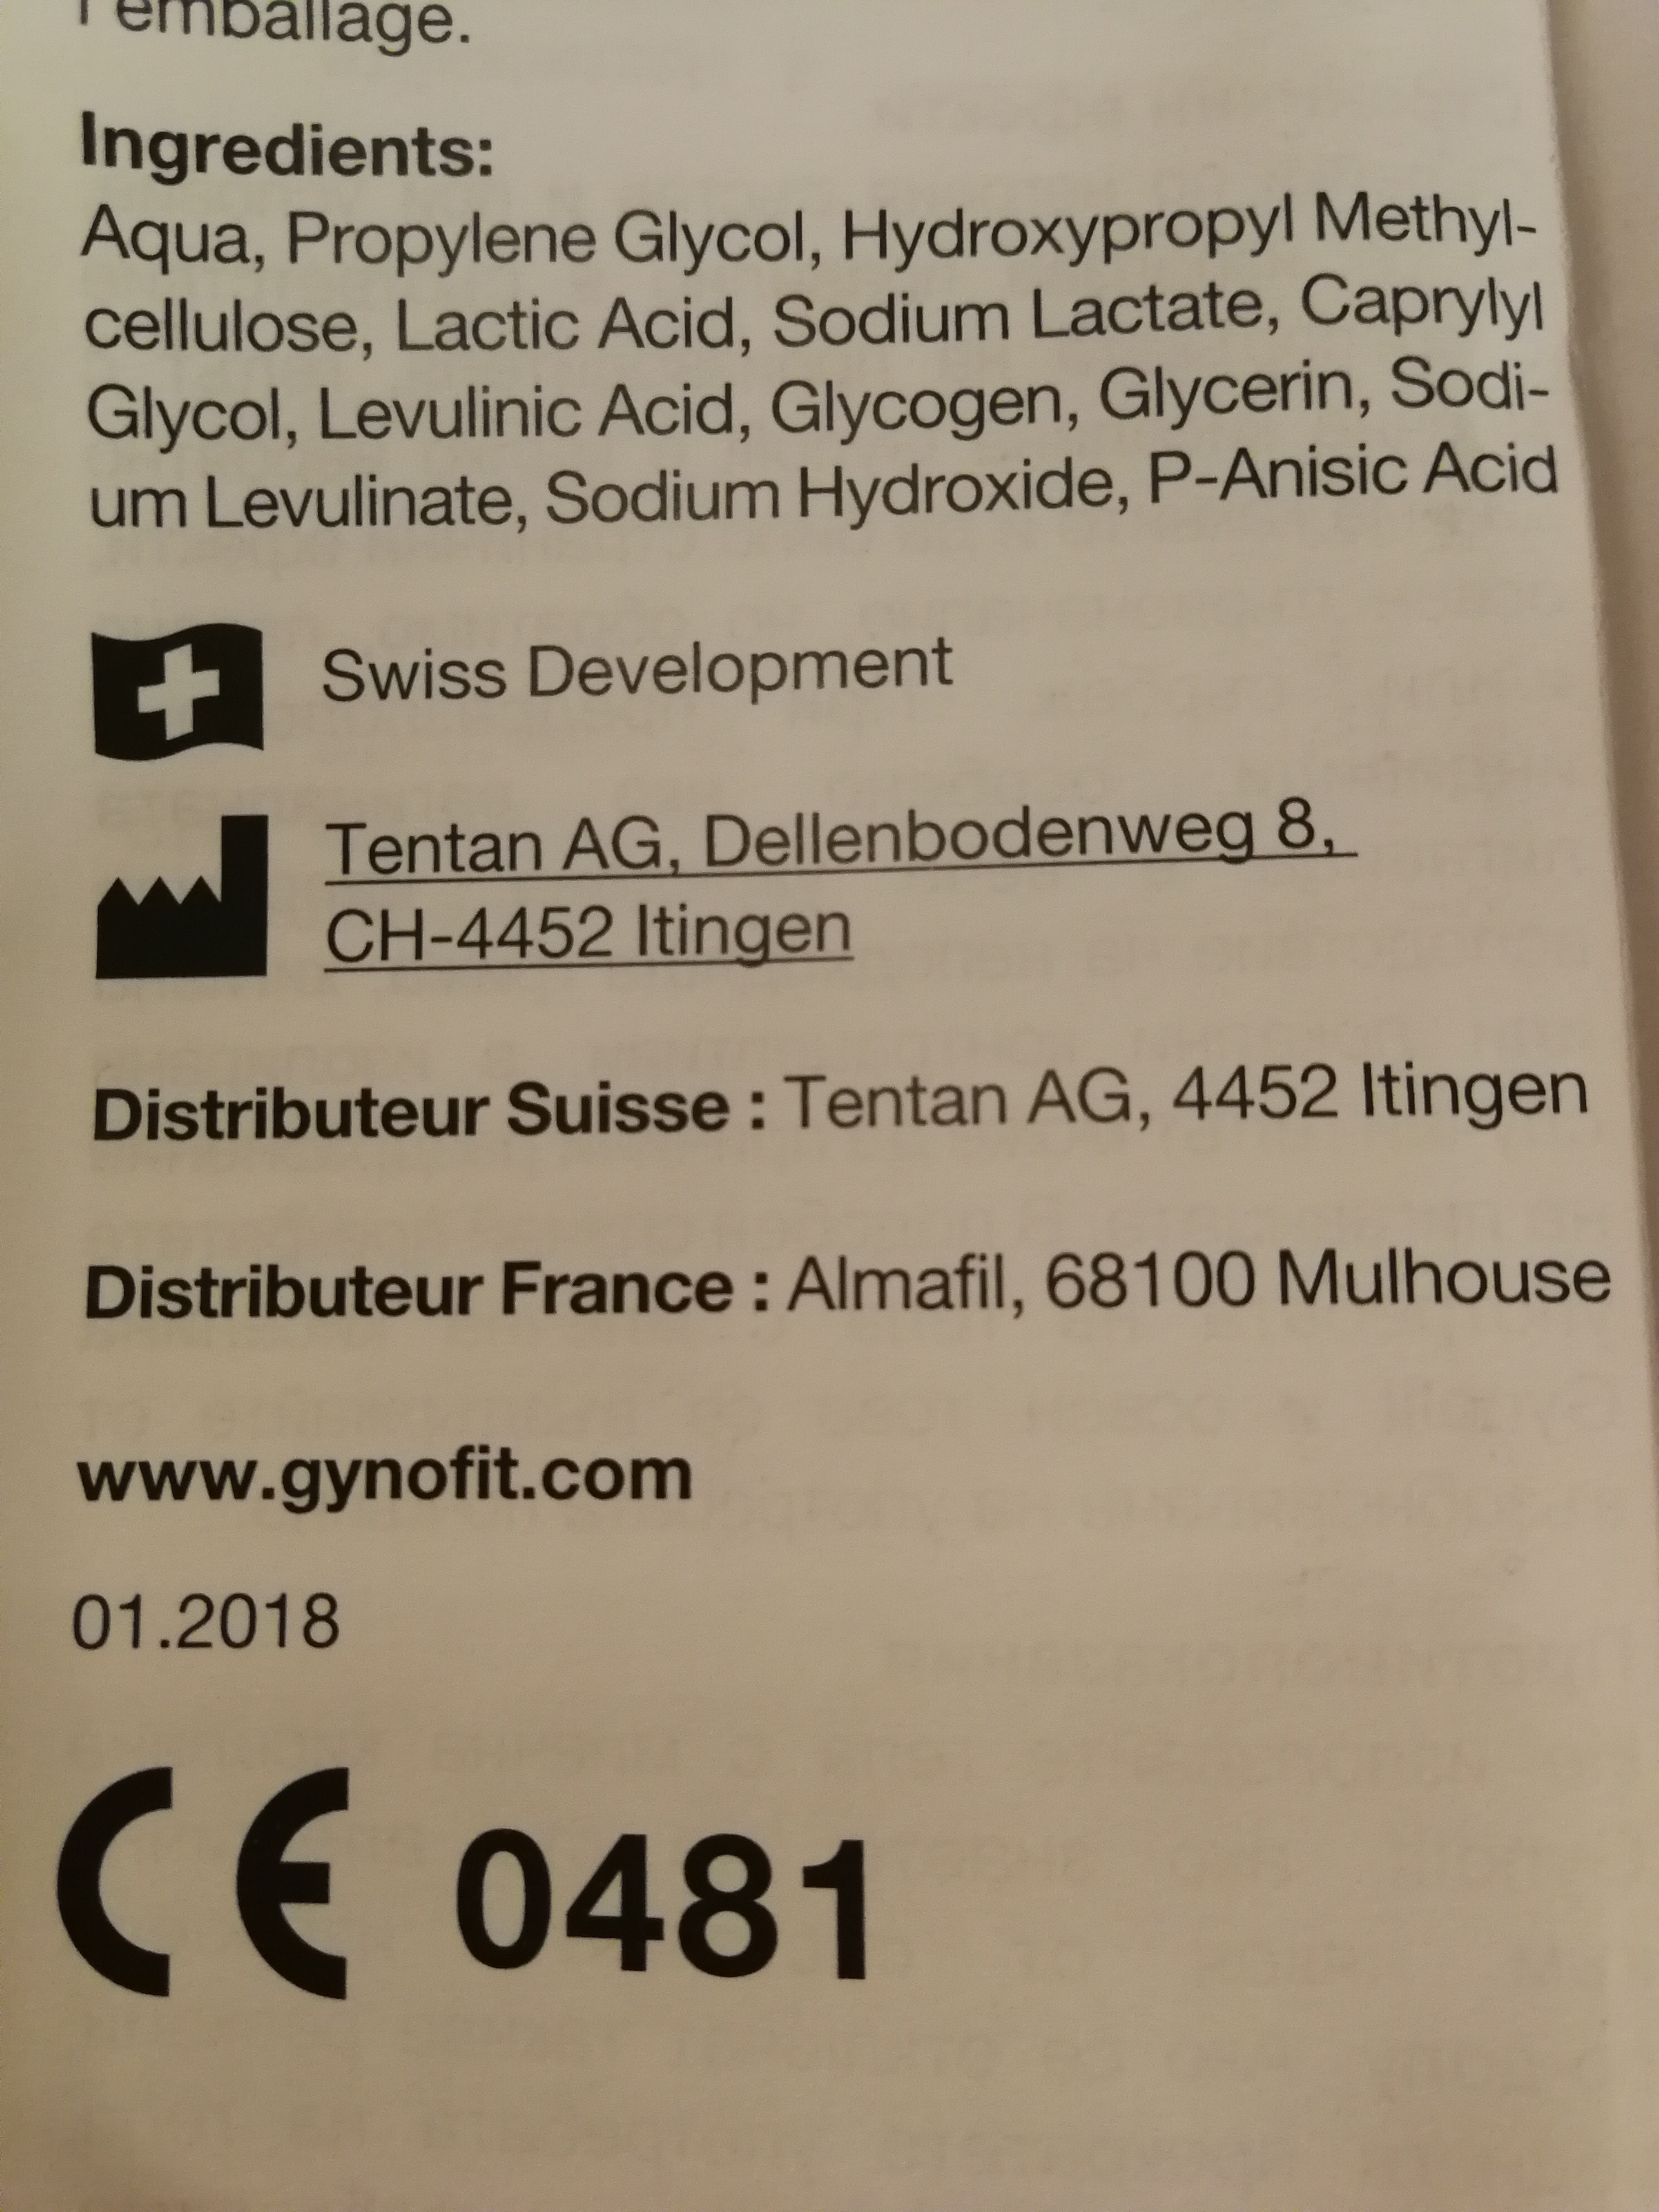 l'emballage.
Ingredients:
Aqua, Propylene Glycol, Hydroxypropyl Methyl-
cellulose, Lactic Acid, Sodium Lactate, Caprylyl
Glycol, Levulinic Acid, Glycogen, Glycerin, Sodi-
um Levulinate, Sodium Hydroxide, P-Anisic Acid
Swiss Development
Tentan AG, Dellenbodenweg 8,
CH-4452 Itingen
Distributeur Suisse : Tentan AG, 4452 Itingen
Distributeur France : Almafil, 68100 Mulhouse
www.gynofit.com
01.2018
CE 0481